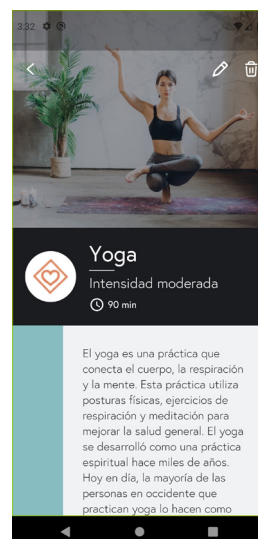 3:32
Yoga
Intensidad moderada
90 min
El yoga es una práctica que
conecta el cuerpo, la respiración
y la mente. Esta práctica utiliza
posturas físicas, ejercicios de
respiración y meditación para
mejorar la salud general. El yoga
se desarrolló como una práctica
espiritual hace miles de años.
Hoy en día, la mayoría de las
personas en occidente que
practican yoga lo hacen como